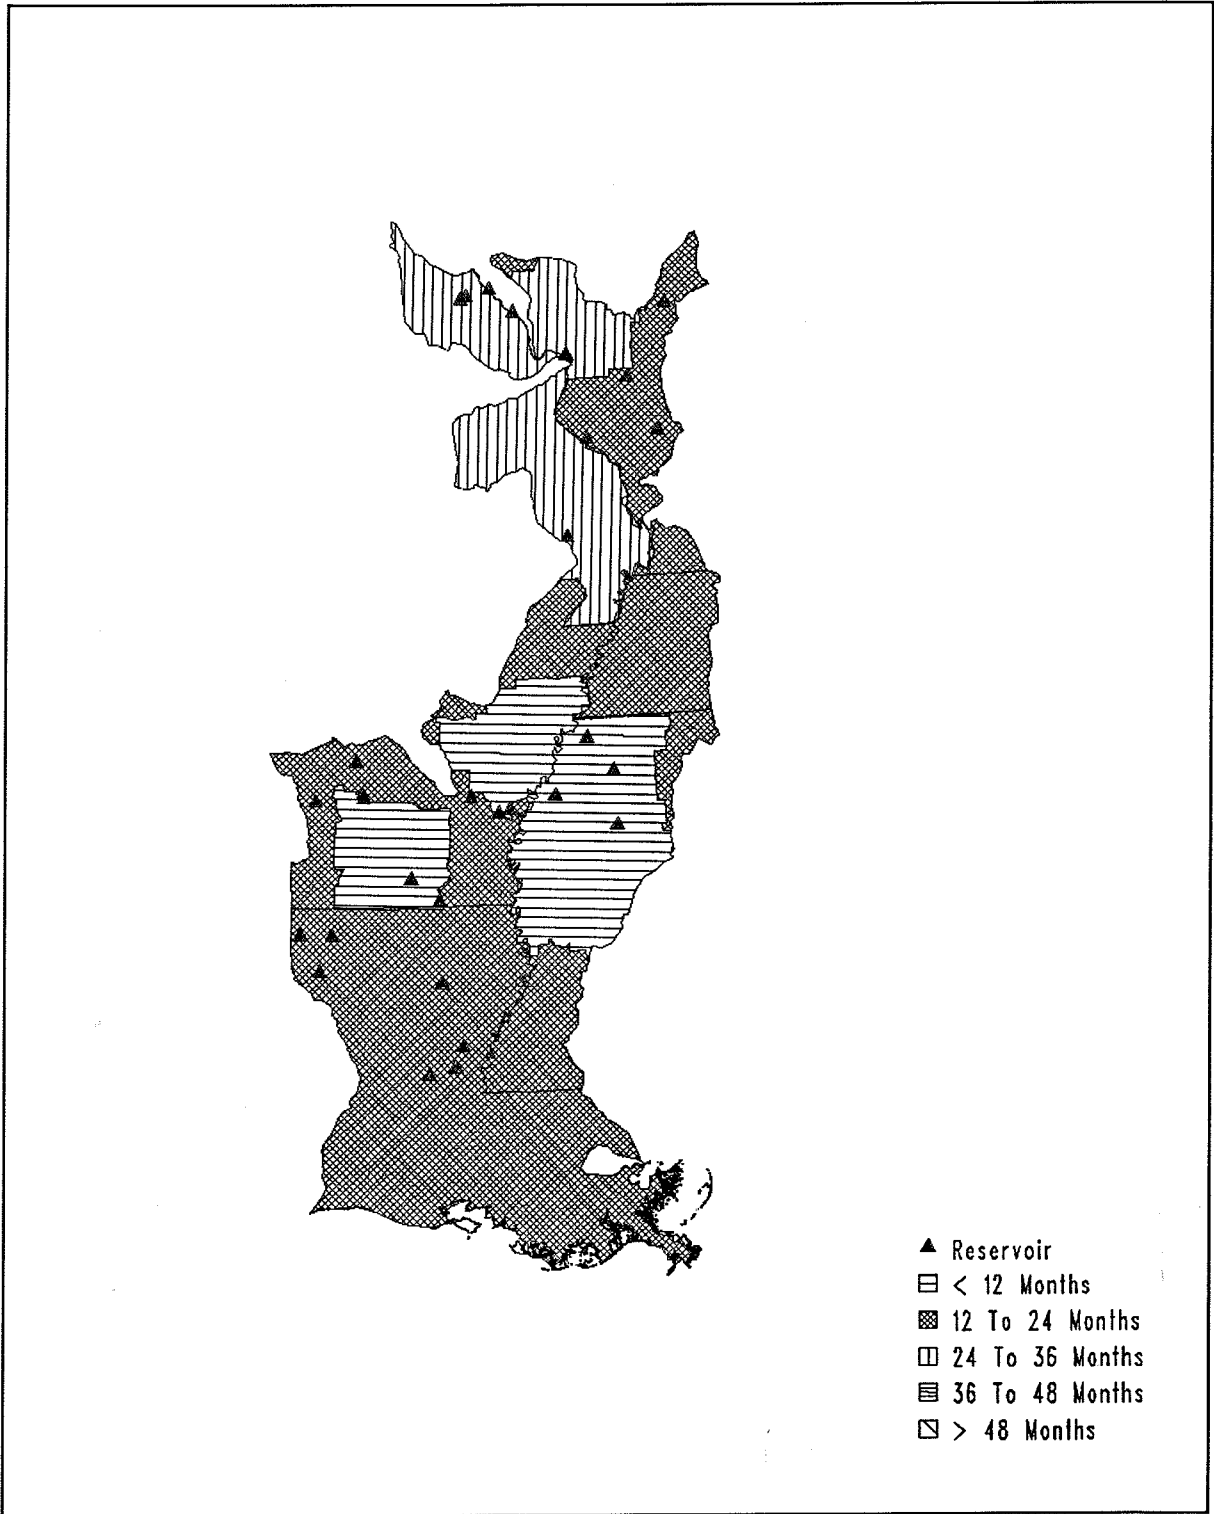 Reservoir
< 12 Months
12 To 24 Months
24 To 36 Months
36 To 48 Months
> 48 Months